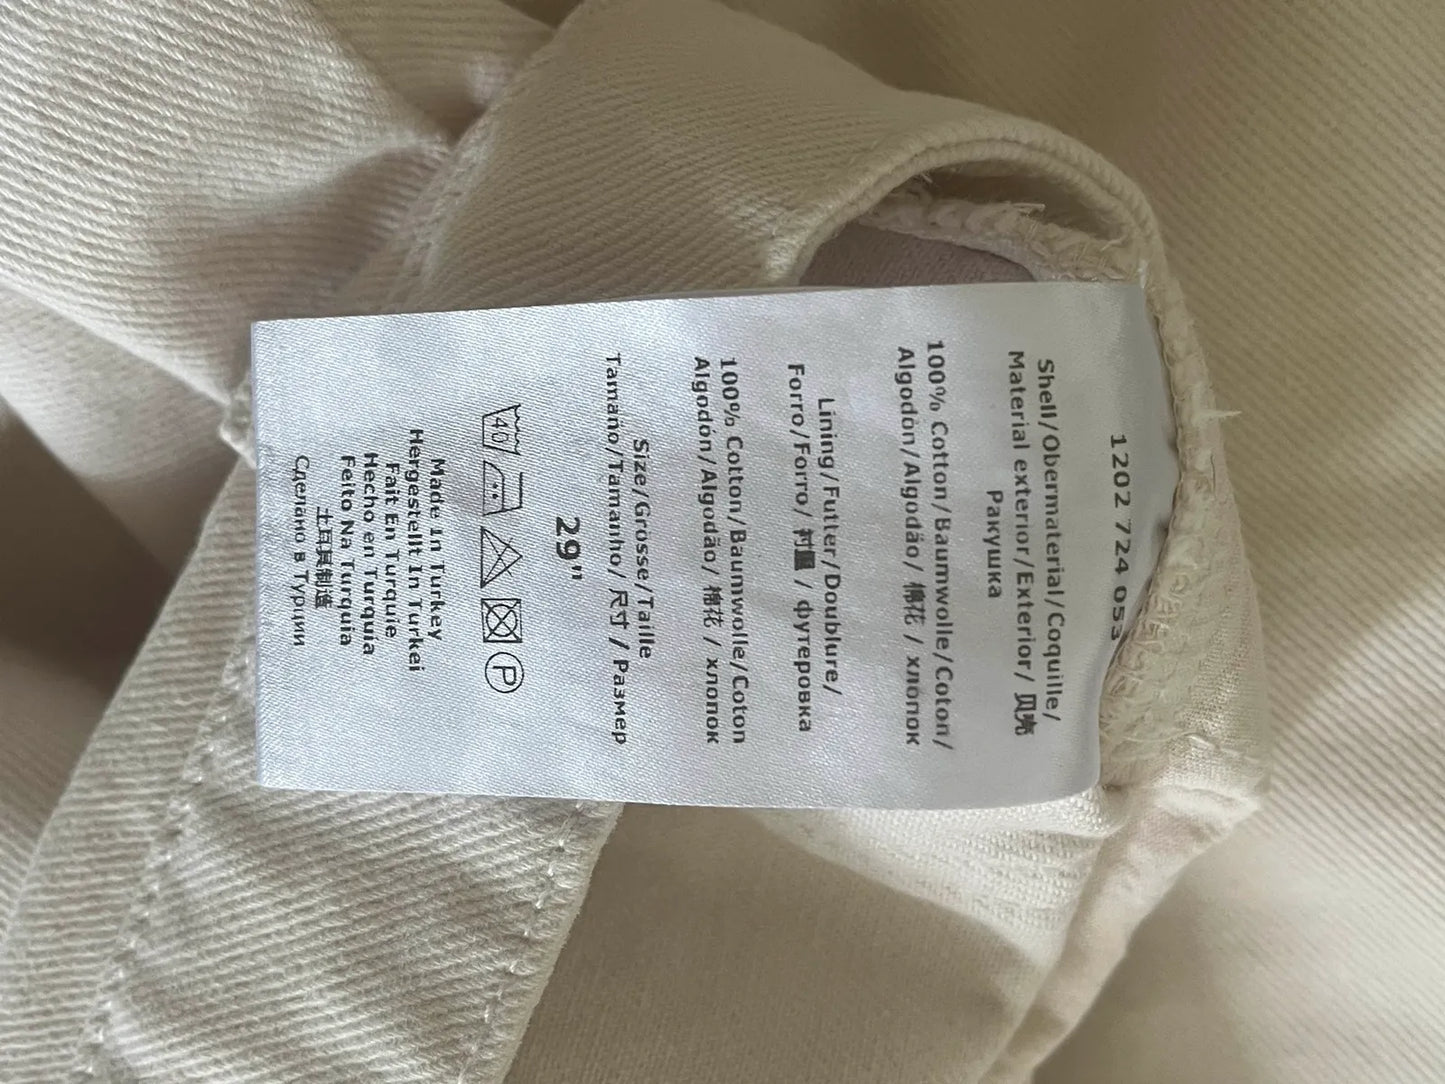 1202 724 053
Shell/Obermaterial/Coquille/
Material exterior/Exterior/ 贝壳
Ракушка
100% Cotton/Baumwolle/Coton/
Algodón/Algodão/ 棉花 / хлопок
Lining/Futter/Doublure/
Forro/Forro/ 衬里 / футеровка
100% Cotton/Baumwolle/Coton
Algodón/Algodão/ 棉花 / хлопок
Size/Grösse/Taille
Tamaño/Tamanho/ 尺寸 / Размер
29"
40 P
Made In Turkey
Hergestellt In Turkei
Fait En Turquie
Hecho en Turquia
Feito Na Turquia
土耳其制造
Сделано в Турции